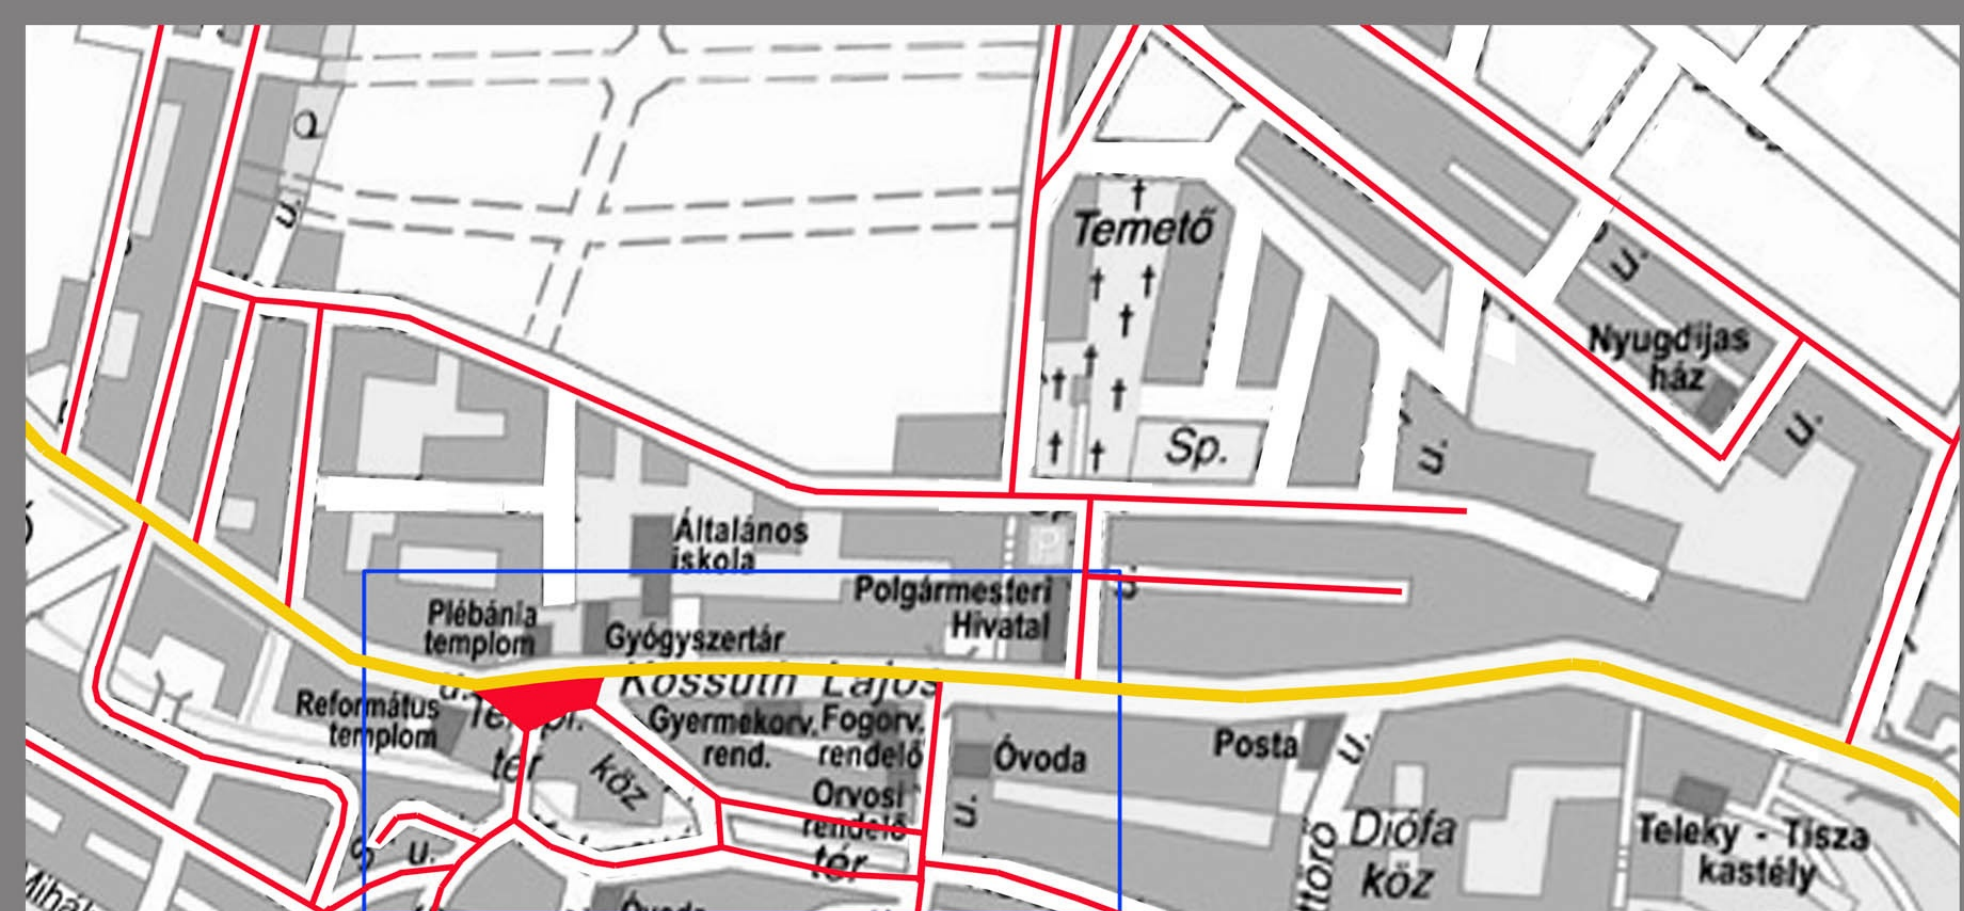 u.
Temető
u.
Nyugdíjas
ház
u.
Sp.
u.
Általános
iskola
P
Polgármesteri
Hivatal
Plébánia
templom
Gyógyszertár
u.
Kossuth Lajos
Református
templom
tér
köz
Gyermekorv.
rend.
Fogorv.
rendelő
Orvosi
rendelő
tér
Óvoda
u.
Posta
u.
Diófa
köz
Teleky - Tisza
kastély
u.
Óvoda